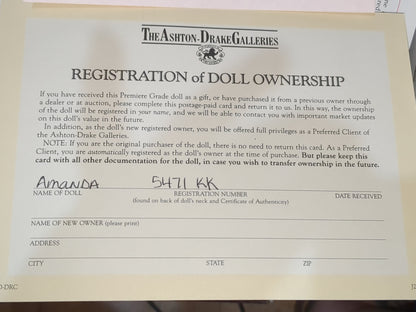 THE ASHTON-DRAKE GALLERIES
REGISTRATION of DOLL OWNERSHIP
If you have received this Premiere Grade doll as a gift, or have purchased it from a previous owner through
a dealer or at auction, please complete this postage-paid card and return it to us. In this way, the ownership
of the doll will be registered in your name, and we will be able to contact you with important market updates
on this doll's value in the future.
In addition, as the doll's new registered owner, you will be offered full privileges as a Preferred Client of
the Ashton-Drake Galleries.
NOTE: If you are the original purchaser of the doll, there is no need to return this card. As a Preferred
Client, you are automatically registered as the doll's owner at the time of purchase. But please keep this
card with all other documentation for the doll, in case you wish to transfer ownership in the future.
AMANDA 5471 KK
NAME OF DOLL REGISTRATION NUMBER DATE RECEIVED
(found on back of doll's neck and Certificate of Authenticity)
NAME OF NEW OWNER (please print)
ADDRESS
CITY STATE ZIP
D-DRC